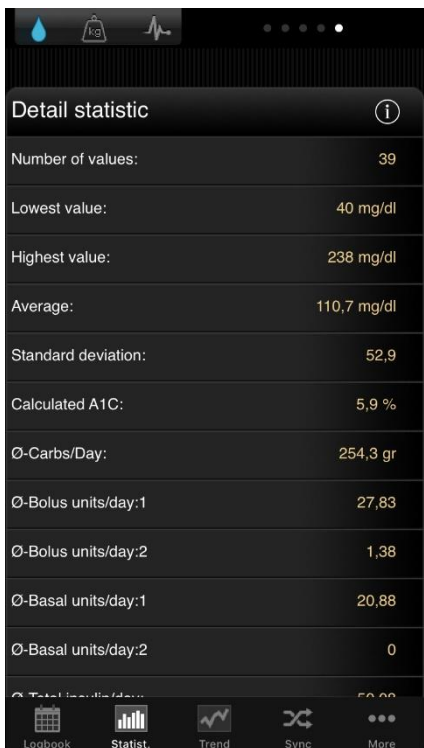 kg
Detail statistic
Number of values: 39
Lowest value: 40 mg/dl
Highest value: 238 mg/dl
Average: 110,7 mg/dl
Standard deviation: 52,9
Calculated A1C: 5,9 %
Ø-Carbs/Day: 254,3 gr
Ø-Bolus units/day:1 27,83
Ø-Bolus units/day:2 1,38
Ø-Basal units/day:1 20,88
Ø-Basal units/day:2 0
Ø-Total insulin/day:
Logbook Statist. Trend Sync More